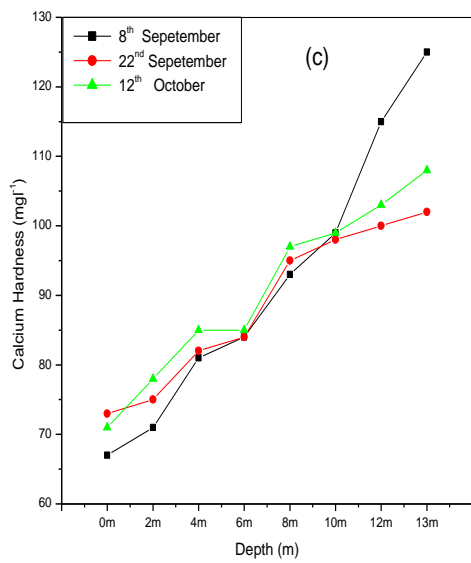 8th Sepetember
22nd Sepetember
12th October
(c)
130
120
110
100
90
80
70
60
Calcium Hardness (mgl-1)
0m 2m 4m 6m 8m 10m 12m 13m
Depth (m)